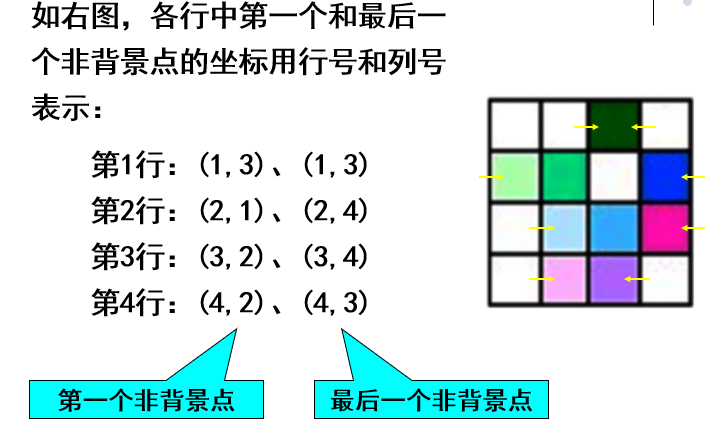 如右图，各行中第一个和最后一
个非背景点的坐标用行号和列号
表示：
第1行：(1,3)、(1,3)
第2行：(2,1)、(2,4)
第3行：(3,2)、(3,4)
第4行：(4,2)、(4,3)
第一个非背景点
最后一个非背景点